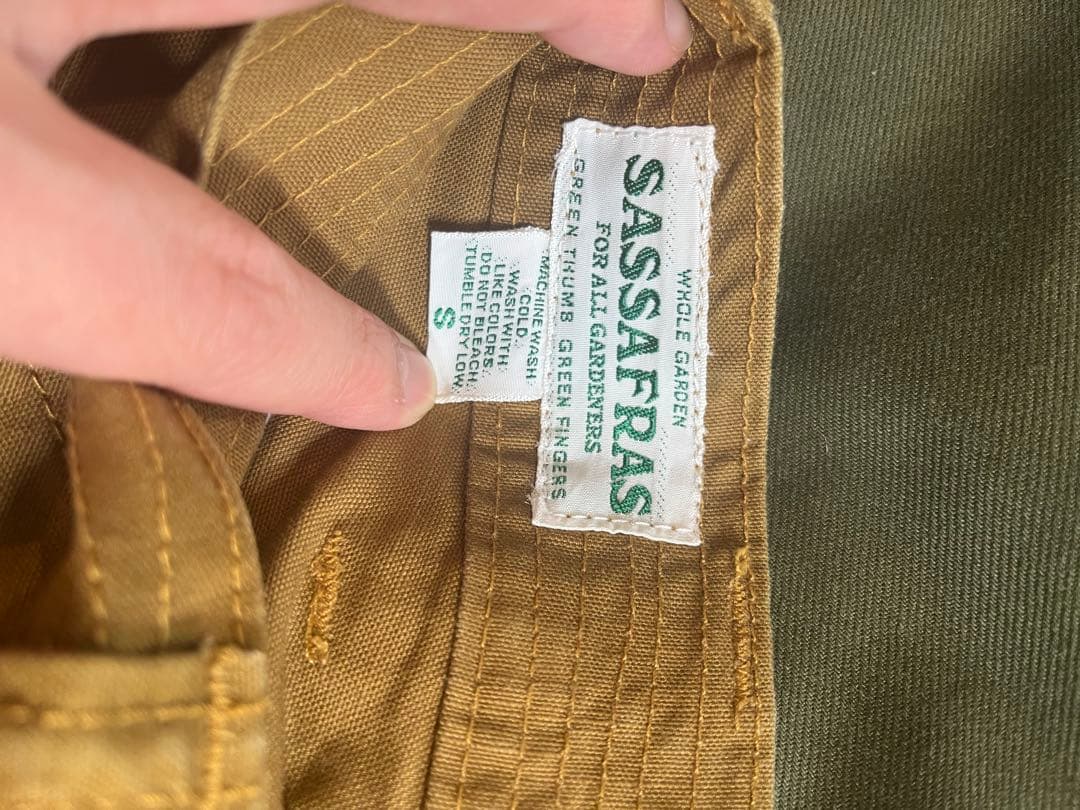 WHOLE GARDEN
SASSAFRAS
FOR ALL GARDENERS
GREEN THUMB GREEN FINGERS
MACHINE WASH
COLD.
WASH WITH
LIKE COLORS.
DO NOT BLEACH.
TUMBLE DRY LOW.
S